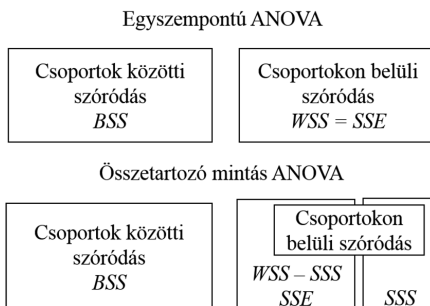 Egyszempontú ANOVA
Csoportok közötti
szóródás
BSS
Csoportokon belüli
szóródás
WSS = SSE
Összetartozó mintás ANOVA
Csoportok közötti
szóródás
BSS
Csoportokon
belüli szóródás
WSS – SSS
SSE
SSS